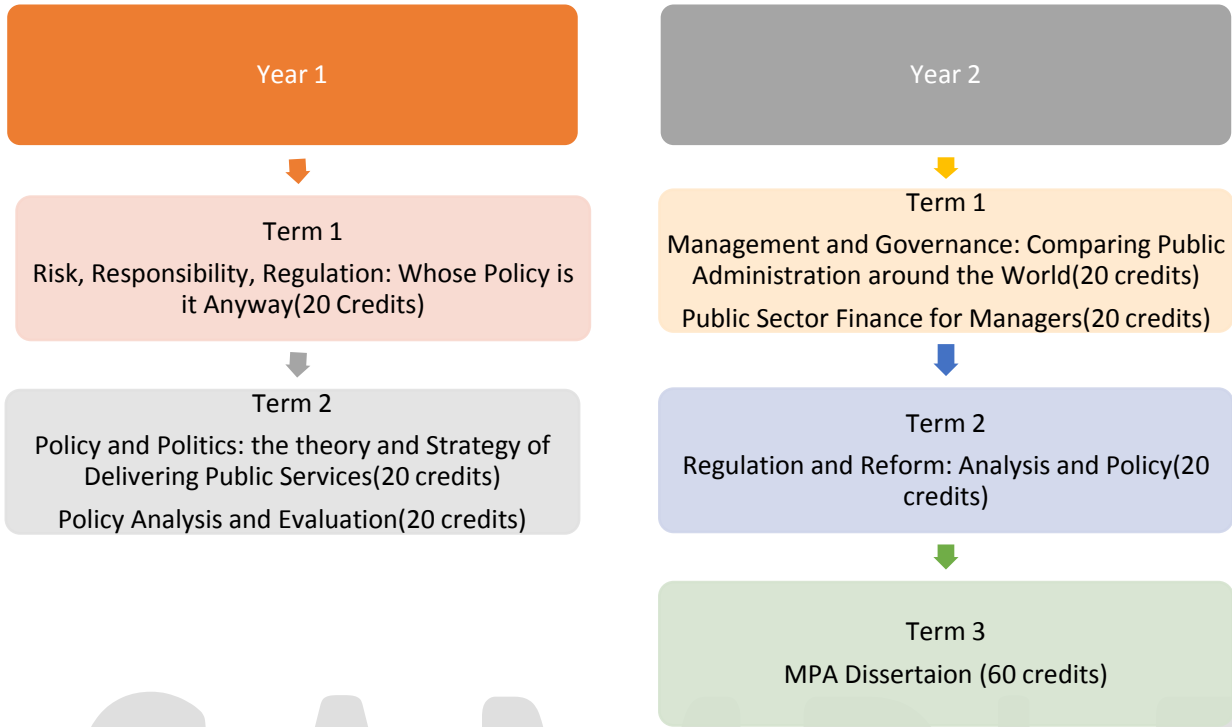 Year 1
Term 1
Risk, Responsibility, Regulation: Whose Policy is
it Anyway(20 Credits)
Term 2
Policy and Politics: the theory and Strategy of
Delivering Public Services(20 credits)
Policy Analysis and Evaluation(20 credits)
Year 2
Term 1
Management and Governance: Comparing Public
Administration around the World(20 credits)
Public Sector Finance for Managers(20 credits)
Term 2
Regulation and Reform: Analysis and Policy(20
credits)
Term 3
MPA Dissertaion (60 credits)